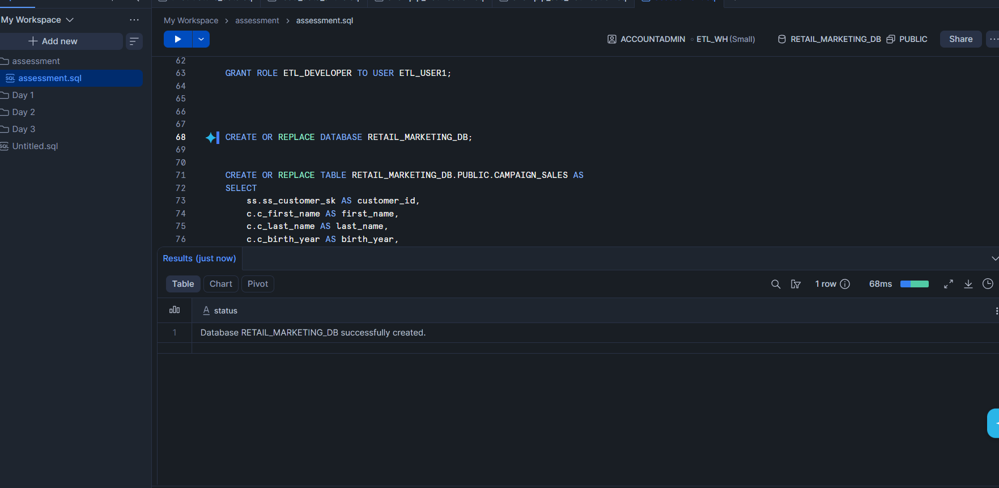 My Workspace
Add new
assessment
SQL assessment.sql
Day 1
Day 2
Day 3
SQL Untitled.sql
My Workspace > assessment > assessment.sql
ACCOUNTADMIN ETL_WH (Small) RETAIL_MARKETING_DB PUBLIC Share
62
63 GRANT ROLE ETL_DEVELOPER TO USER ETL_USER1;
64
65
66
67
68 CREATE OR REPLACE DATABASE RETAIL_MARKETING_DB;
69
70
71 CREATE OR REPLACE TABLE RETAIL_MARKETING_DB.PUBLIC.CAMPAIGN_SALES AS
72 SELECT
73 ss.ss_customer_sk AS customer_id,
74 c.c_first_name AS first_name,
75 c.c_last_name AS last_name,
76 c.c_birth_year AS birth_year,
Results (just now)
Table Chart Pivot 1 row 68ms
A status
1 Database RETAIL_MARKETING_DB successfully created.